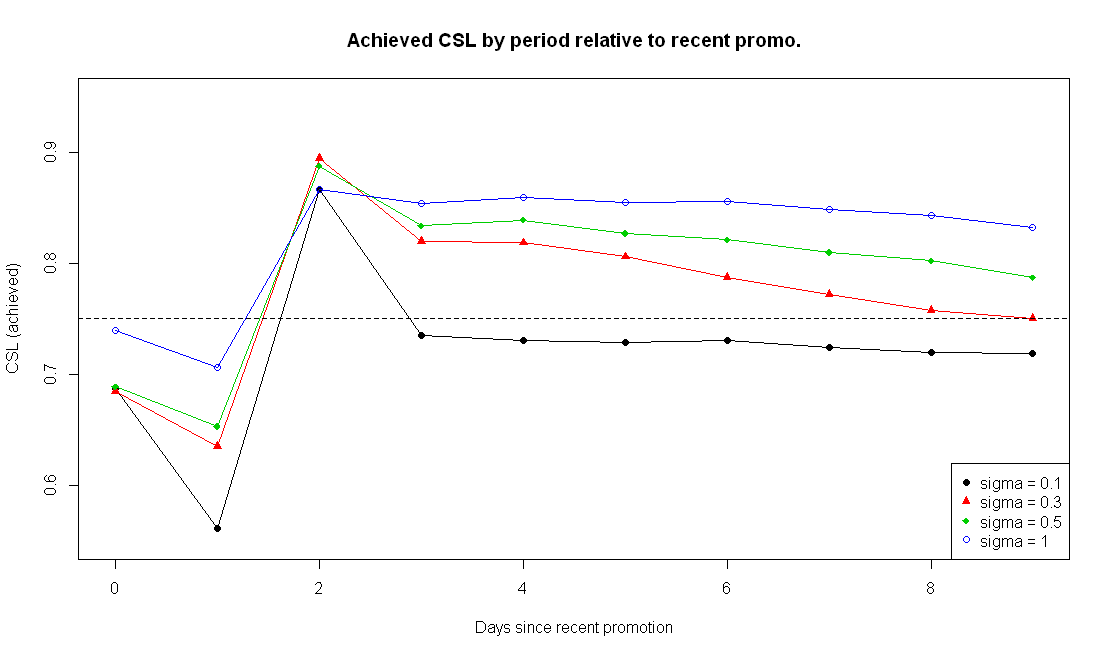 Achieved CSL by period relative to recent promo.
CSL (achieved)
0.9
0.8
0.7
0.6
0 2 4 6 8
Days since recent promotion
sigma = 0.1
sigma = 0.3
sigma = 0.5
sigma = 1